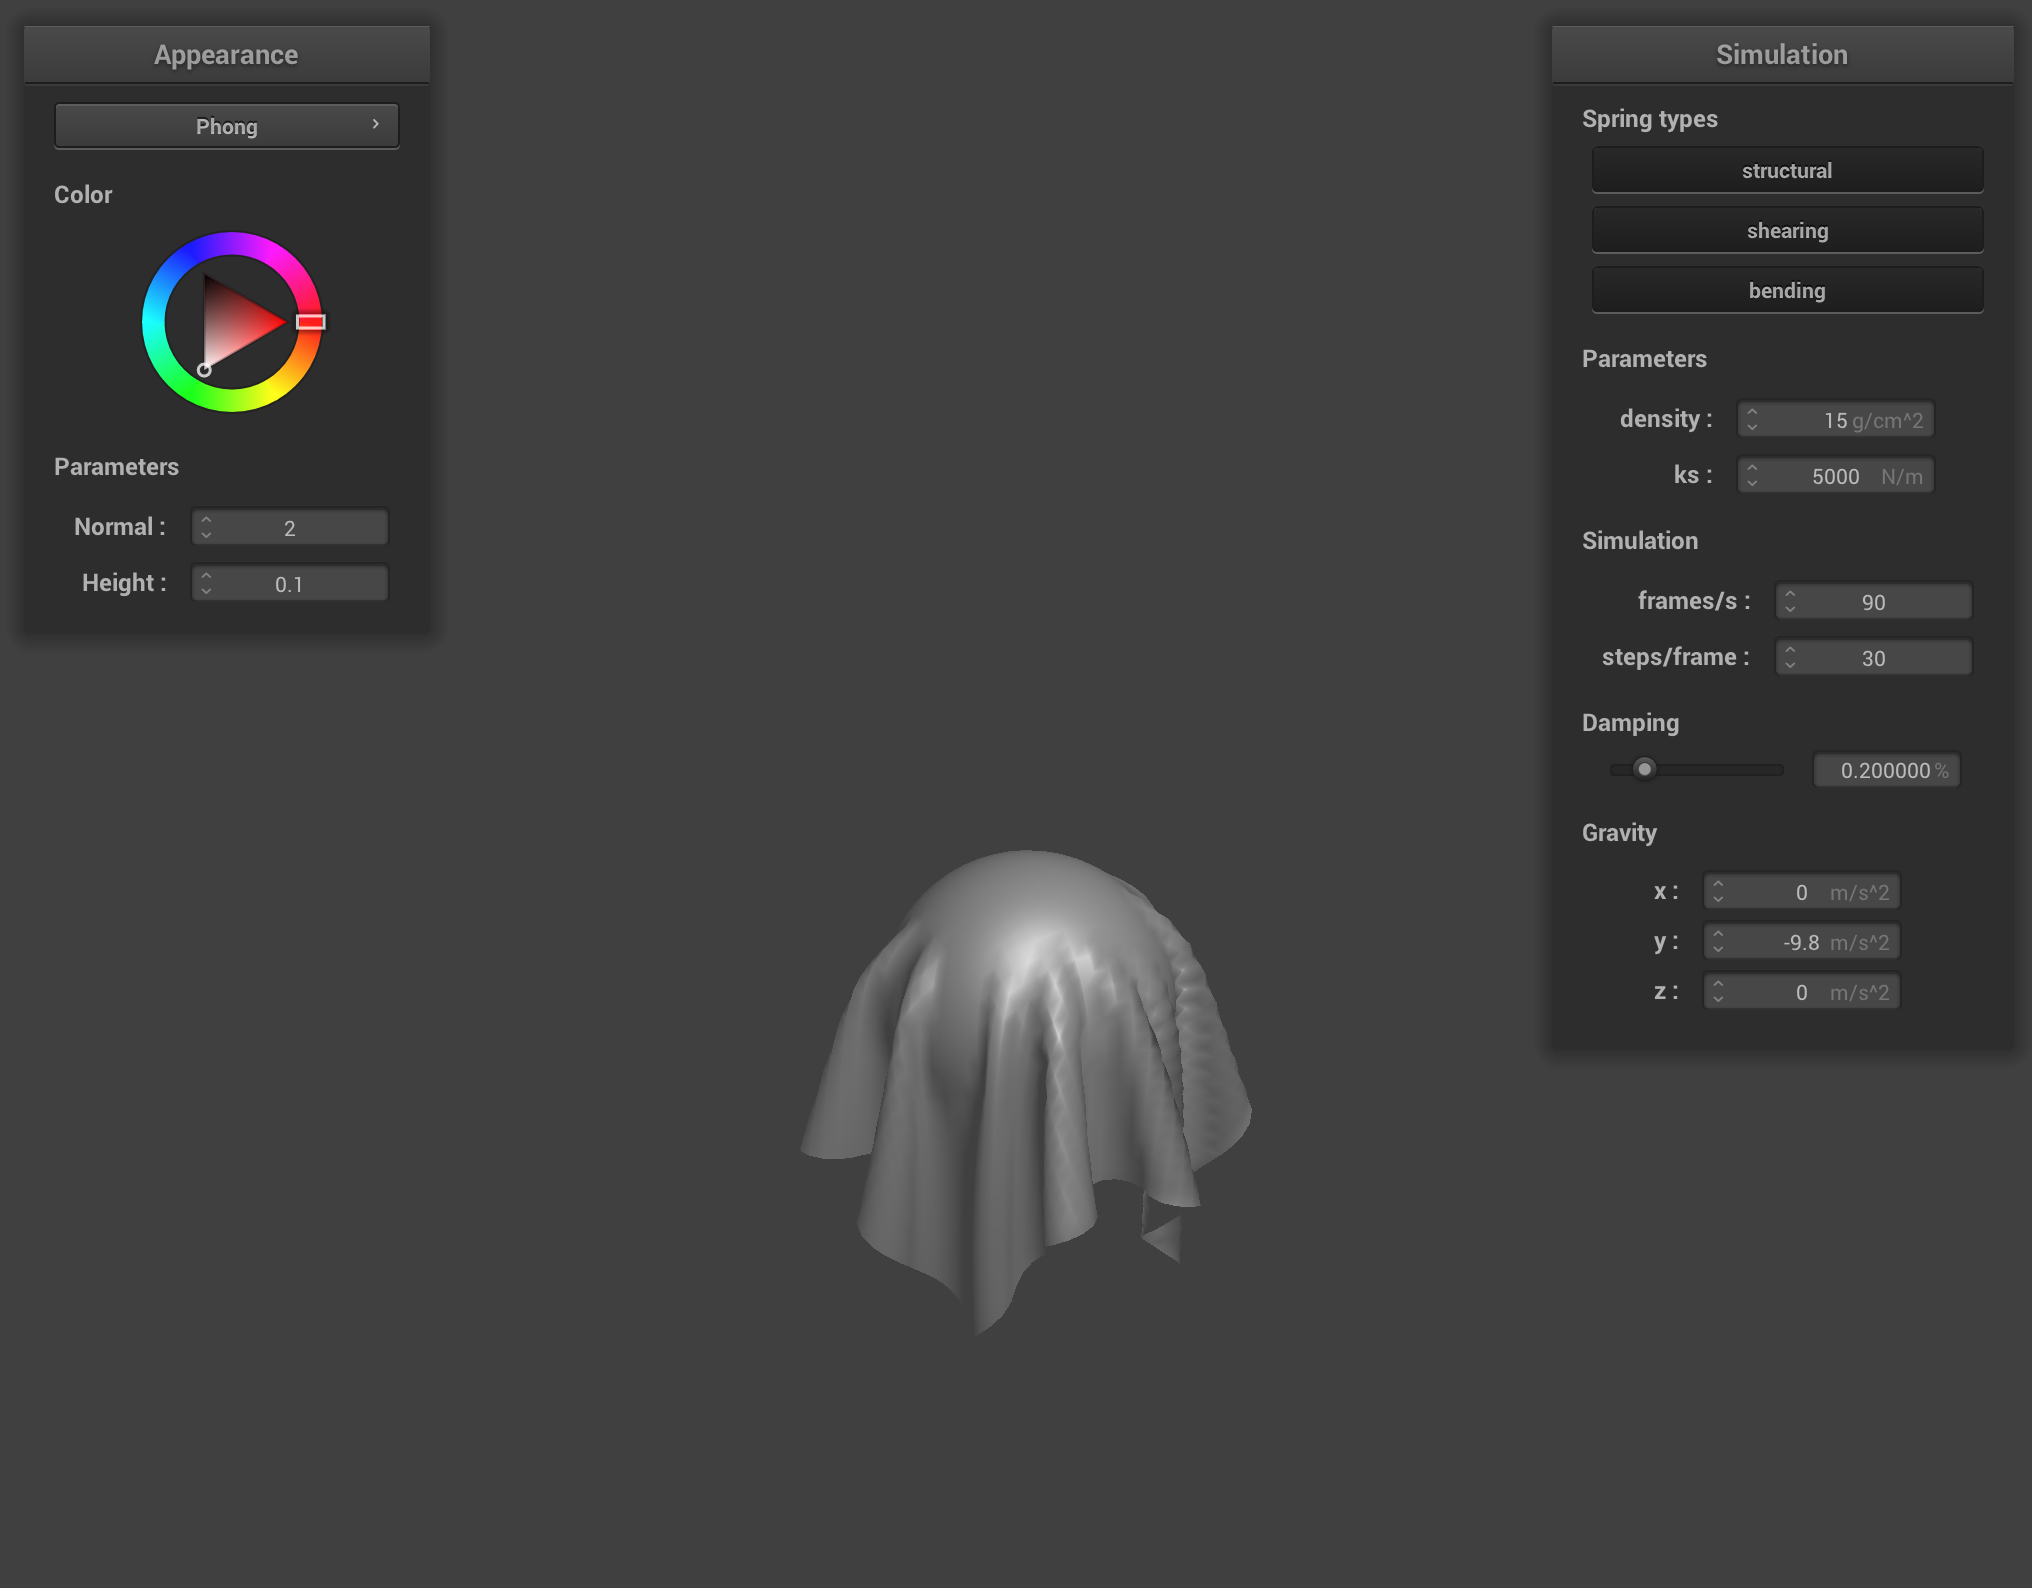 Appearance
Phong
Color
Parameters
Normal : 2
Height : 0.1
Simulation
Spring types
structural
shearing
bending
Parameters
density : 15 g/cm^2
ks : 5000 N/m
Simulation
frames/s : 90
steps/frame : 30
Damping
0.200000 %
Gravity
x : 0 m/s^2
y : -9.8 m/s^2
z : 0 m/s^2